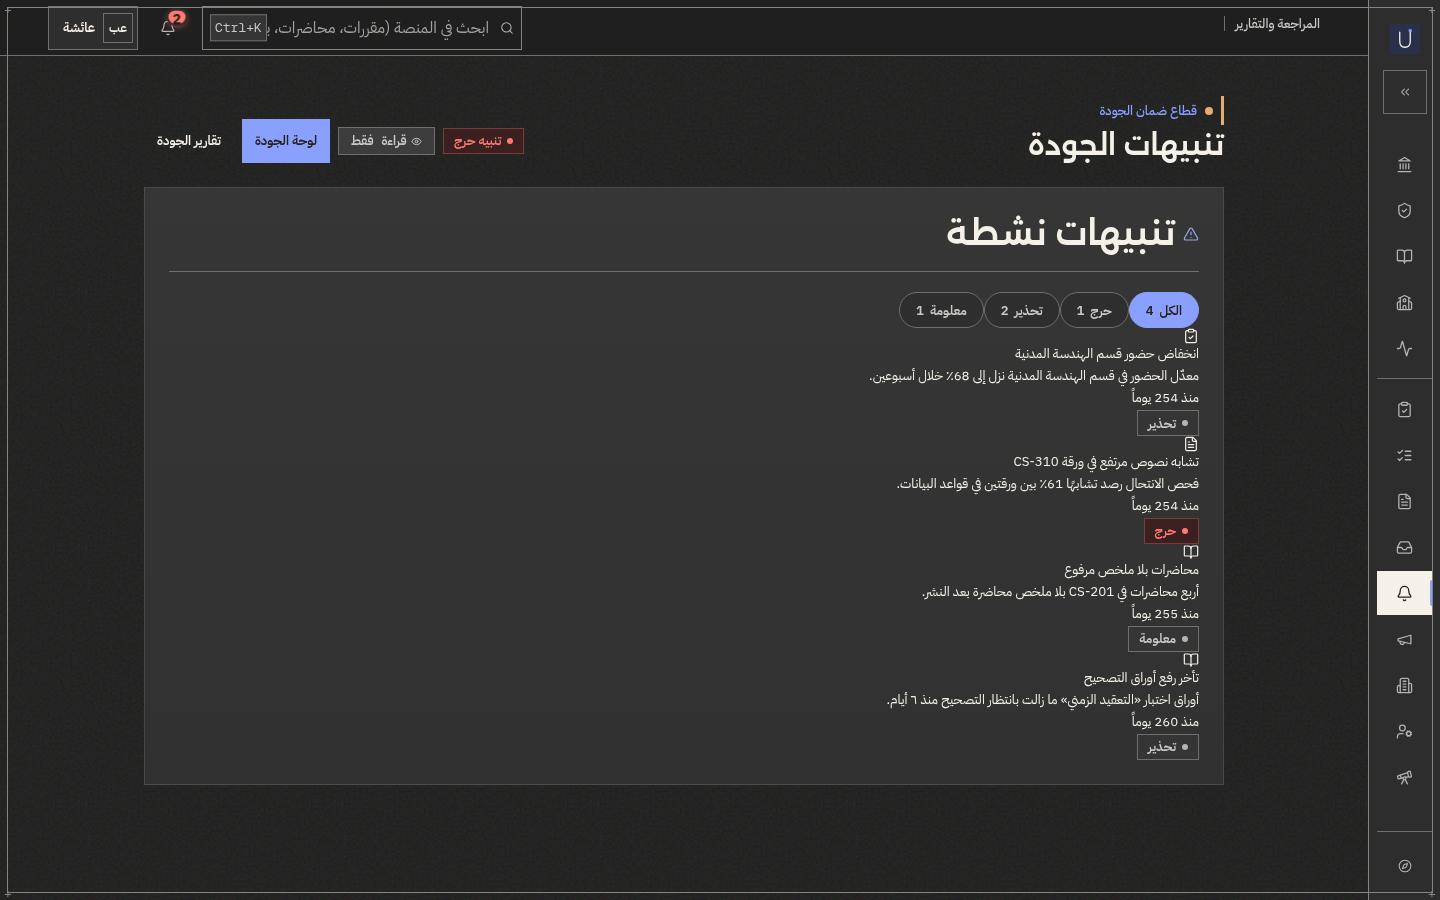 المراجعة والتقارير
ابحث في المنصة (مقررات، محاضرات، ب
Ctrl+K
2
عب
عائشة
قطاع ضمان الجودة
تنبيهات الجودة
تنبيه حرج
قراءة فقط
لوحة الجودة
تقارير الجودة
تنبيهات نشطة
الكل 4
حرج 1
تحذير 2
معلومة 1
انخفاض حضور قسم الهندسة المدنية
معدّل الحضور في قسم الهندسة المدنية نزل إلى 68٪ خلال أسبوعين.
منذ 254 يوماً
تحذير
تشابه نصوص مرتفع في ورقة CS-310
فحص الانتحال رصد تشابهًا 61٪ بين ورقتين في قواعد البيانات.
منذ 254 يوماً
حرج
محاضرات بلا ملخص مرفوع
أربع محاضرات في CS-201 بلا ملخص محاضرة بعد النشر.
منذ 255 يوماً
معلومة
تأخر رفع أوراق التصحيح
أوراق اختبار «التعقيد الزمني» ما زالت بانتظار التصحيح منذ ٦ أيام.
منذ 260 يوماً
تحذير